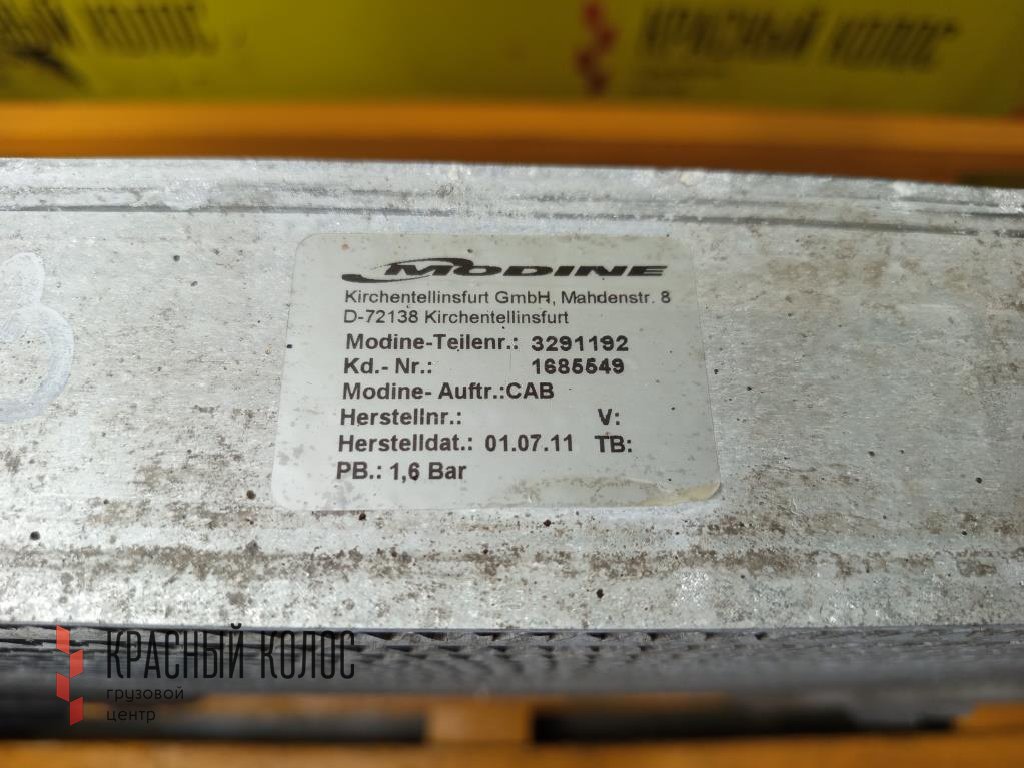 ЫЙ КОЛОС
КРАСНЫЙ КОЛОС
MODINE
Kirchentellinsfurt GmbH, Mahdenstr. 8
D-72138 Kirchentellinsfurt
Modine-Teilenr.: 3291192
Kd.- Nr.: 1685549
Modine- Auftr.:CAB
Herstellnr.: V:
Herstelldat.: 01.07.11 TB:
PB.: 1,6 Bar
КРАСНЫЙ КОЛОС
грузовой
центр